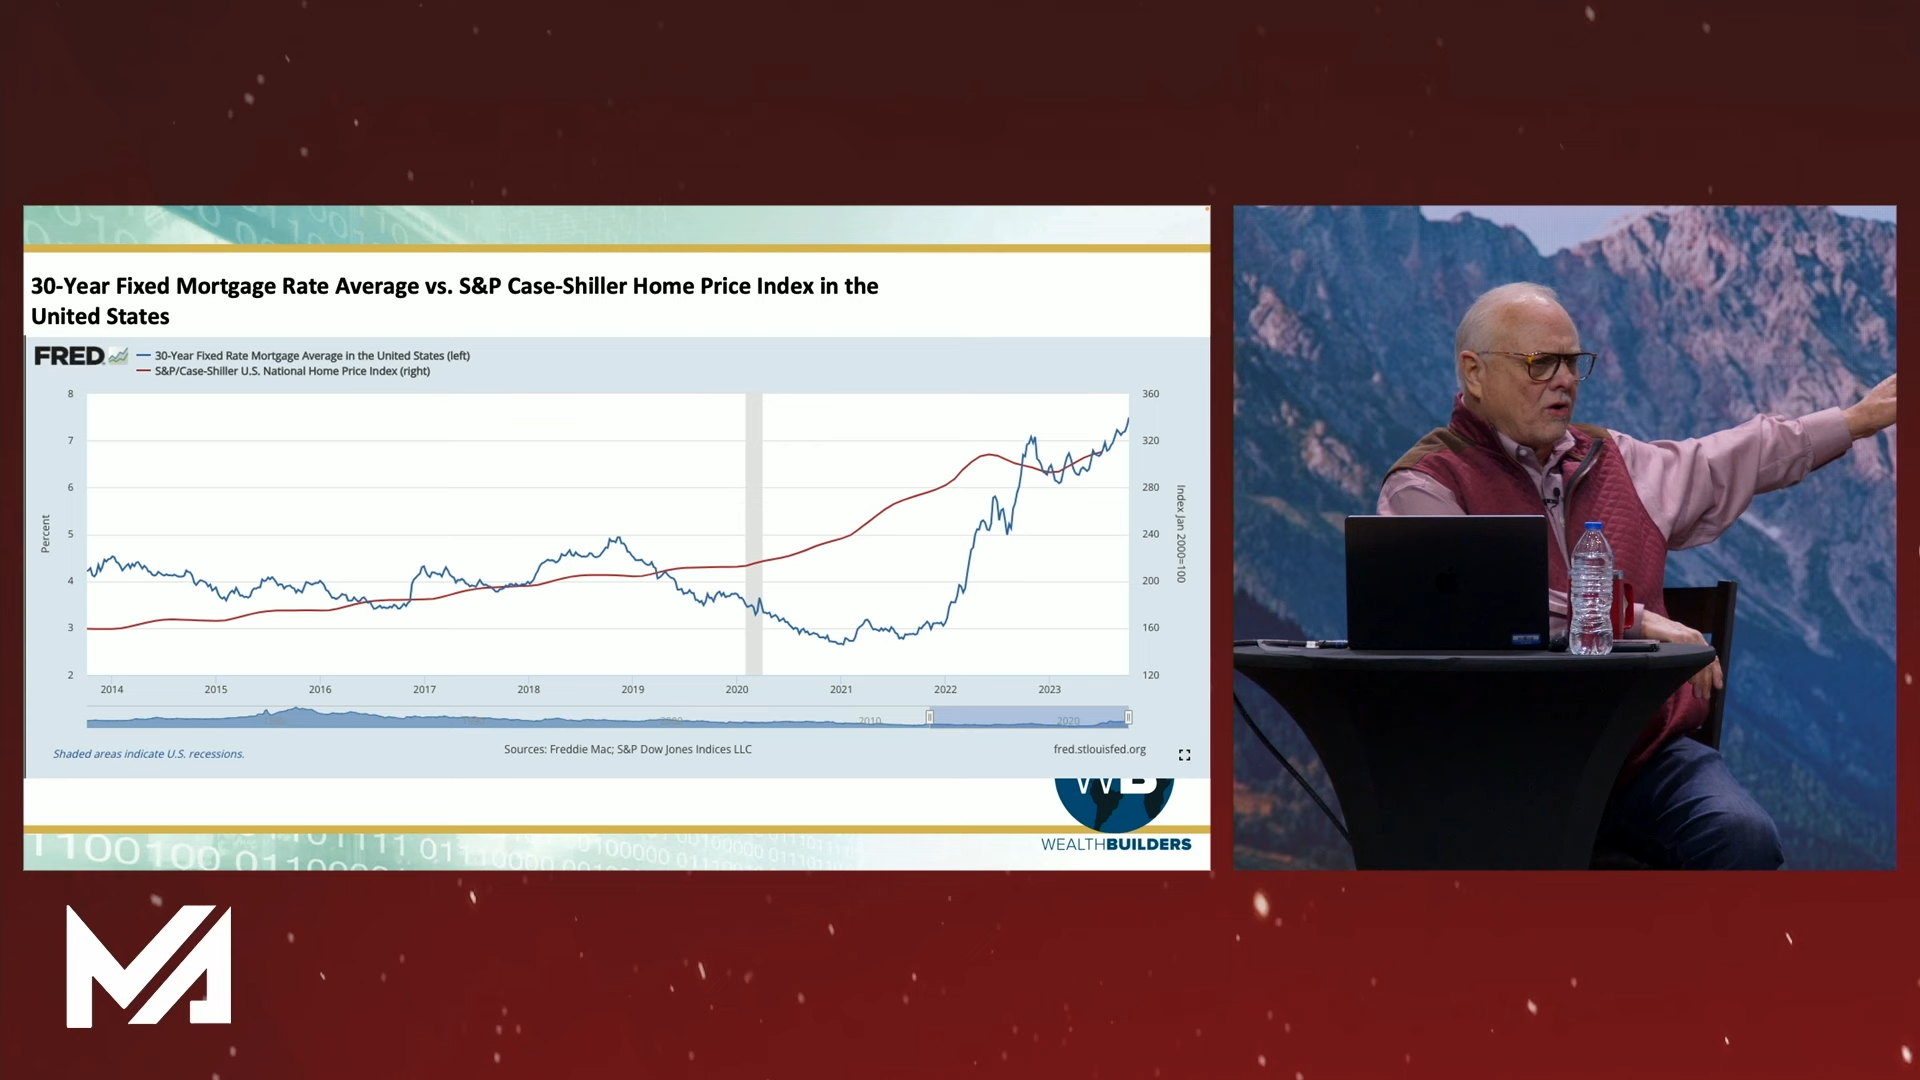 30-Year Fixed Mortgage Rate Average vs. S&P Case-Shiller Home Price Index in the
United States
FRED
30-Year Fixed Rate Mortgage Average in the United States (left)
S&P/Case-Shiller U.S. National Home Price Index (right)
8
7
6
5
4
3
2
Percent
360
320
280
240
200
160
120
Index Jan 2000=100
2014
2015
2016
2017
2018
2019
2020
2021
2022
2023
2010
2020
Shaded areas indicate U.S. recessions.
Sources: Freddie Mac; S&P Dow Jones Indices LLC
fred.stlouisfed.org
WB
WEALTHBUILDERS
MA